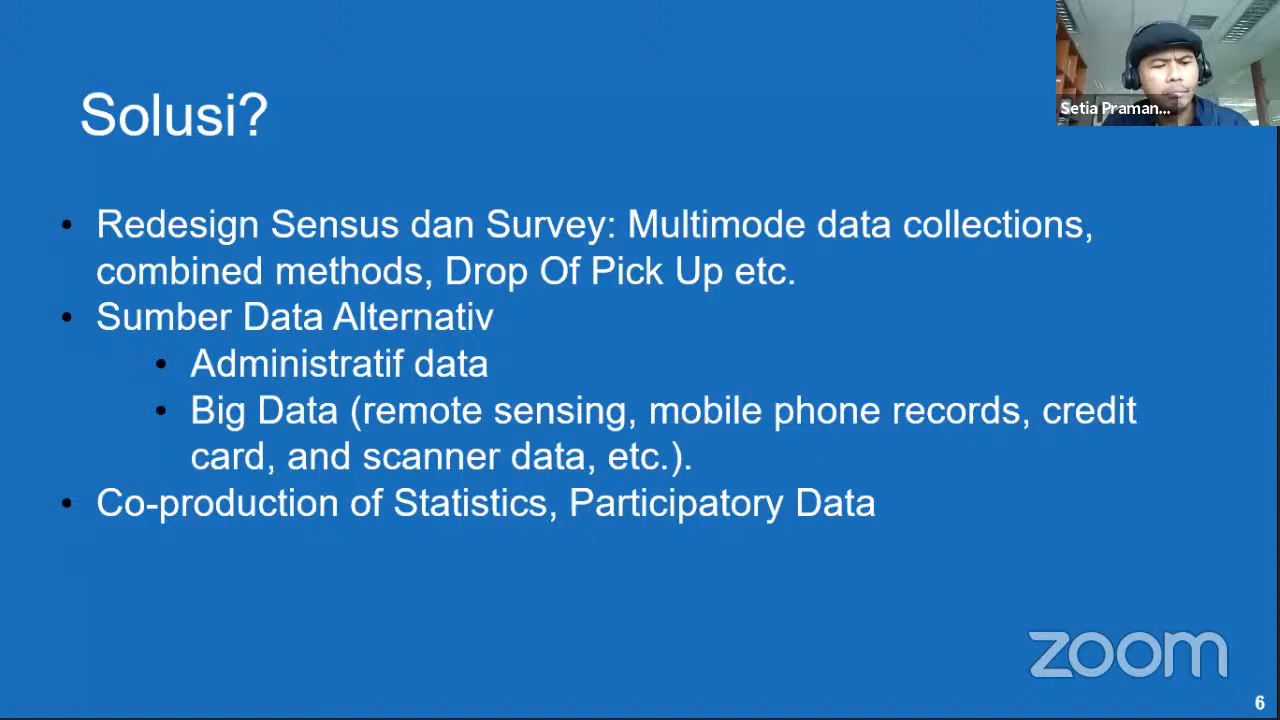 Setia Praman...
Solusi?
• Redesign Sensus dan Survey: Multimode data collections,
combined methods, Drop Of Pick Up etc.
• Sumber Data Alternativ
• Administratif data
• Big Data (remote sensing, mobile phone records, credit
card, and scanner data, etc.).
• Co-production of Statistics, Participatory Data
zoom
6